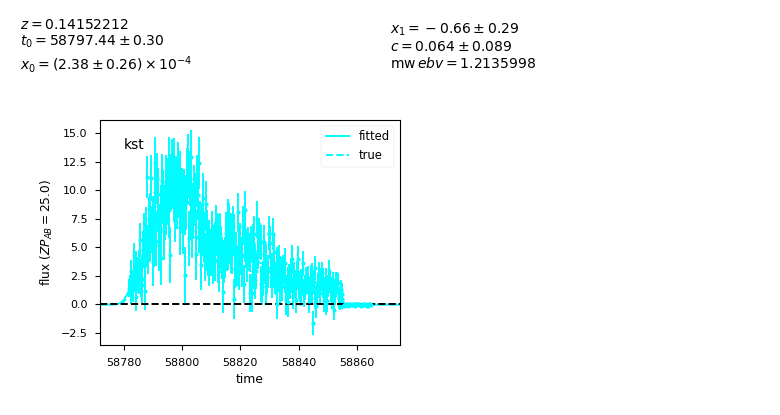 z = 0.14152212
t₀ = 58797.44 ± 0.30
x₀ = (2.38 ± 0.26) × 10⁻⁴
x₁ = −0.66 ± 0.29
c = 0.064 ± 0.089
mw ebv = 1.2135998
kst
fitted
true
15.0
12.5
10.0
7.5
5.0
2.5
0.0
−2.5
flux (ZP_AB = 25.0)
58780 58800 58820 58840 58860
time